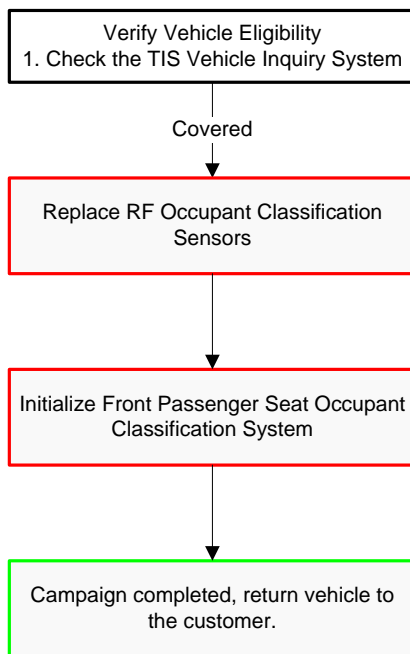 Verify Vehicle Eligibility
1. Check the TIS Vehicle Inquiry System
Covered
Replace RF Occupant Classification
Sensors
Initialize Front Passenger Seat Occupant
Classification System
Campaign completed, return vehicle to
the customer.